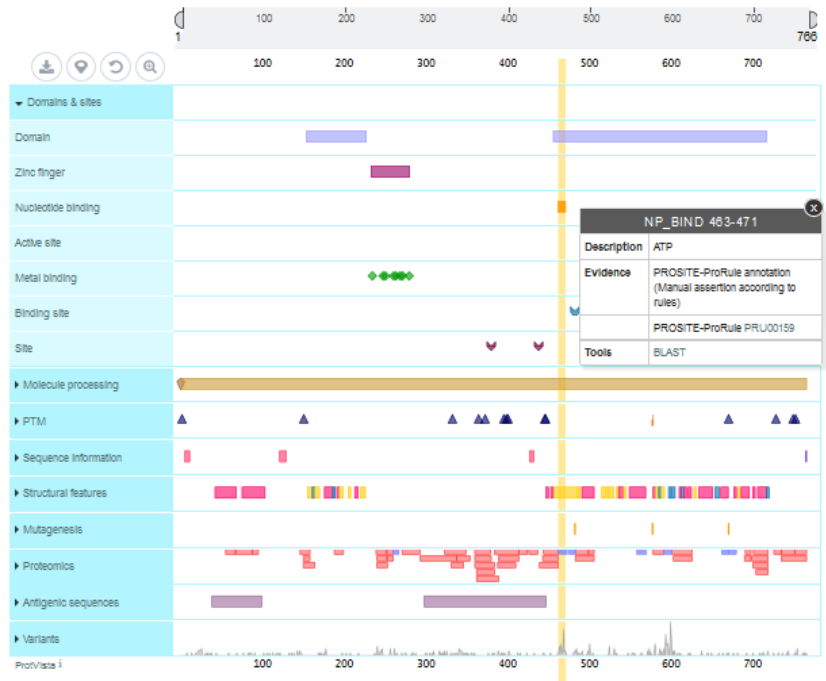 100 200 300 400 500 600 700
1 766
100 200 300 400 500 600 700
Domains & sites
Domain
Zinc finger
Nucleotide binding
Active site
Metal binding
Binding site
Site
Molecule processing
PTM
Sequence information
Structural features
Mutagenesis
Proteomics
Antigenic sequences
Variants
X
NP_BIND 463-471
Description ATP
Evidence PROSITE-ProRule annotation
(Manual assertion according to
rules)
PROSITE-ProRule PRU00159
Tools BLAST
ProtVista i
100 200 300 400 500 600 700